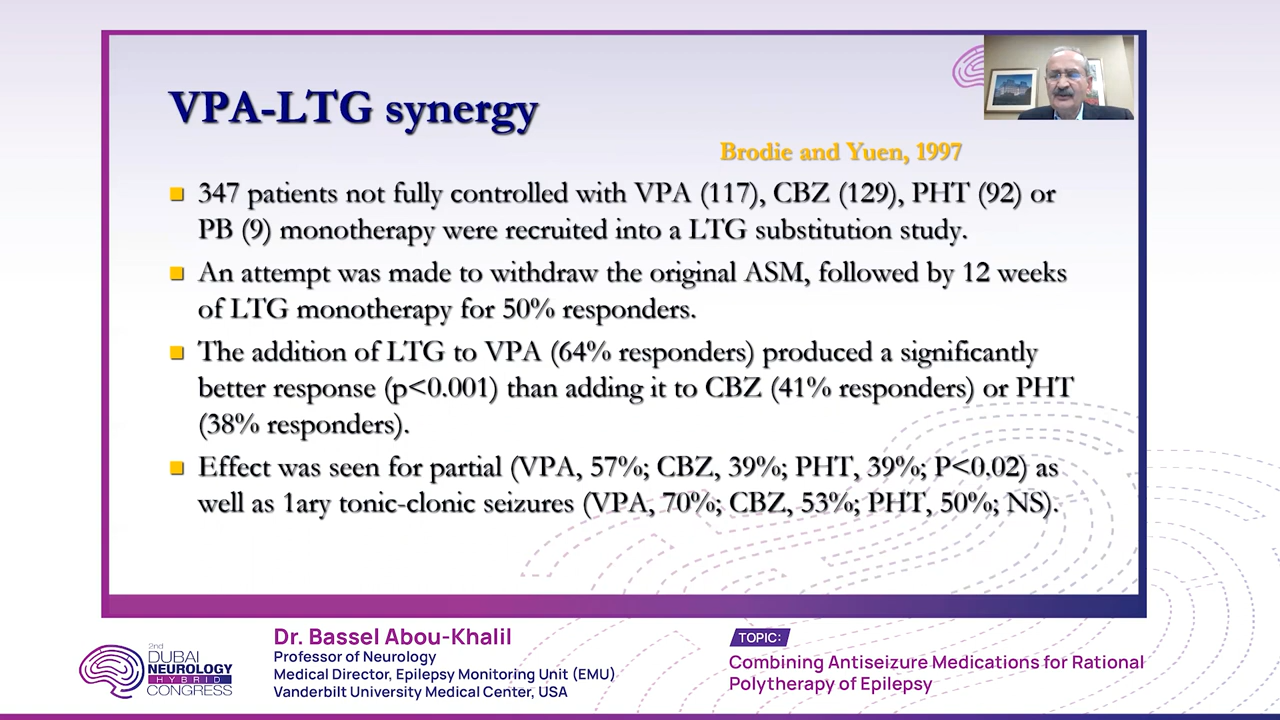 VPA-LTG synergy
Brodie and Yuen, 1997
347 patients not fully controlled with VPA (117), CBZ (129), PHT (92) or
PB (9) monotherapy were recruited into a LTG substitution study.
An attempt was made to withdraw the original ASM, followed by 12 weeks
of LTG monotherapy for 50% responders.
The addition of LTG to VPA (64% responders) produced a significantly
better response (p<0.001) than adding it to CBZ (41% responders) or PHT
(38% responders).
Effect was seen for partial (VPA, 57%; CBZ, 39%; PHT, 39%; P<0.02) as
well as 1ary tonic-clonic seizures (VPA, 70%; CBZ, 53%; PHT, 50%; NS).
2nd
DUBAI
NEUROLOGY
HYBRID
CONGRESS
Dr. Bassel Abou-Khalil
Professor of Neurology
Medical Director, Epilepsy Monitoring Unit (EMU)
Vanderbilt University Medical Center, USA
TOPIC:
Combining Antiseizure Medications for Rational
Polytherapy of Epilepsy